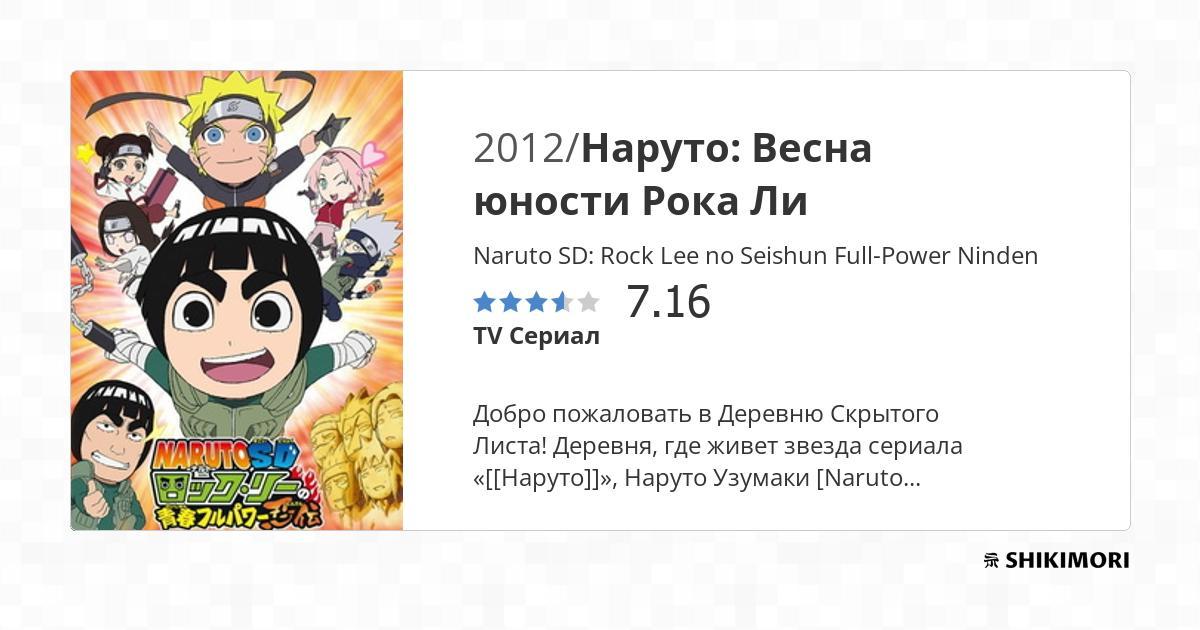 2012/Наруто: Весна
юности Рока Ли
Naruto SD: Rock Lee no Seishun Full-Power Ninden
7.16
TV Сериал
Добро пожаловать в Деревню Скрытого
Листа! Деревня, где живет звезда сериала
«[[Наруто]]», Наруто Узумаки [Naruto...
NARUTO SD
ロック・リーの
青春フルパワー忍伝
SHIKIMORI